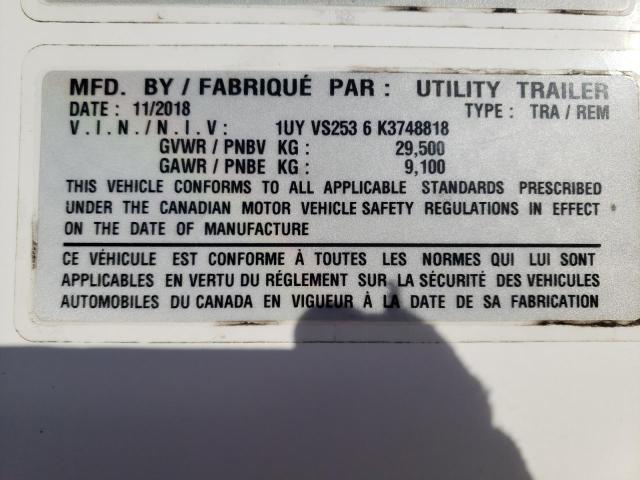 MFD. BY / FABRIQUÉ PAR : UTILITY TRAILER
DATE : 11/2018 TYPE : TRA / REM
V.I.N./N.I.V: 1UY VS253 6 K3748818
GVWR / PNBV KG : 29,500
GAWR / PNBE KG : 9,100
THIS VEHICLE CONFORMS TO ALL APPLICABLE STANDARDS PRESCRIBED
UNDER THE CANADIAN MOTOR VEHICLE SAFETY REGULATIONS IN EFFECT
ON THE DATE OF MANUFACTURE
CE VÉHICULE EST CONFORME À TOUTES LES NORMES QUI LUI SONT
APPLICABLES EN VERTU DU RÉGLEMENT SUR LA SÉCURITÉ DES VEHICULES
AUTOMOBILES DU CANADA EN VIGUEUR À LA DATE DE SA FABRICATION